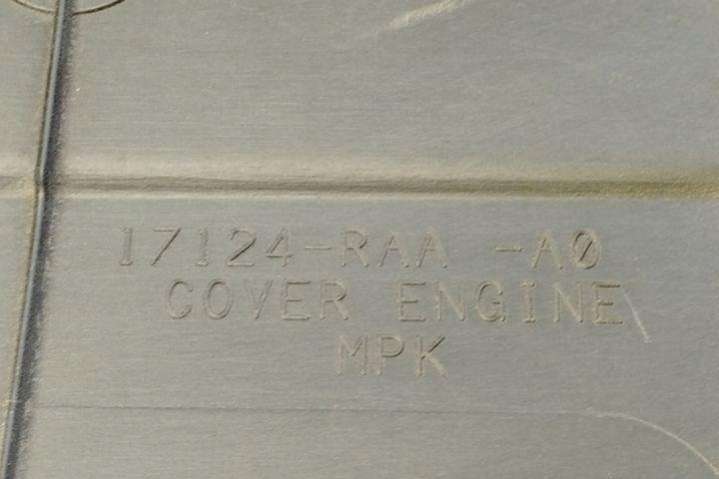 17124-RAA -A0
COVER ENGINE
MPK